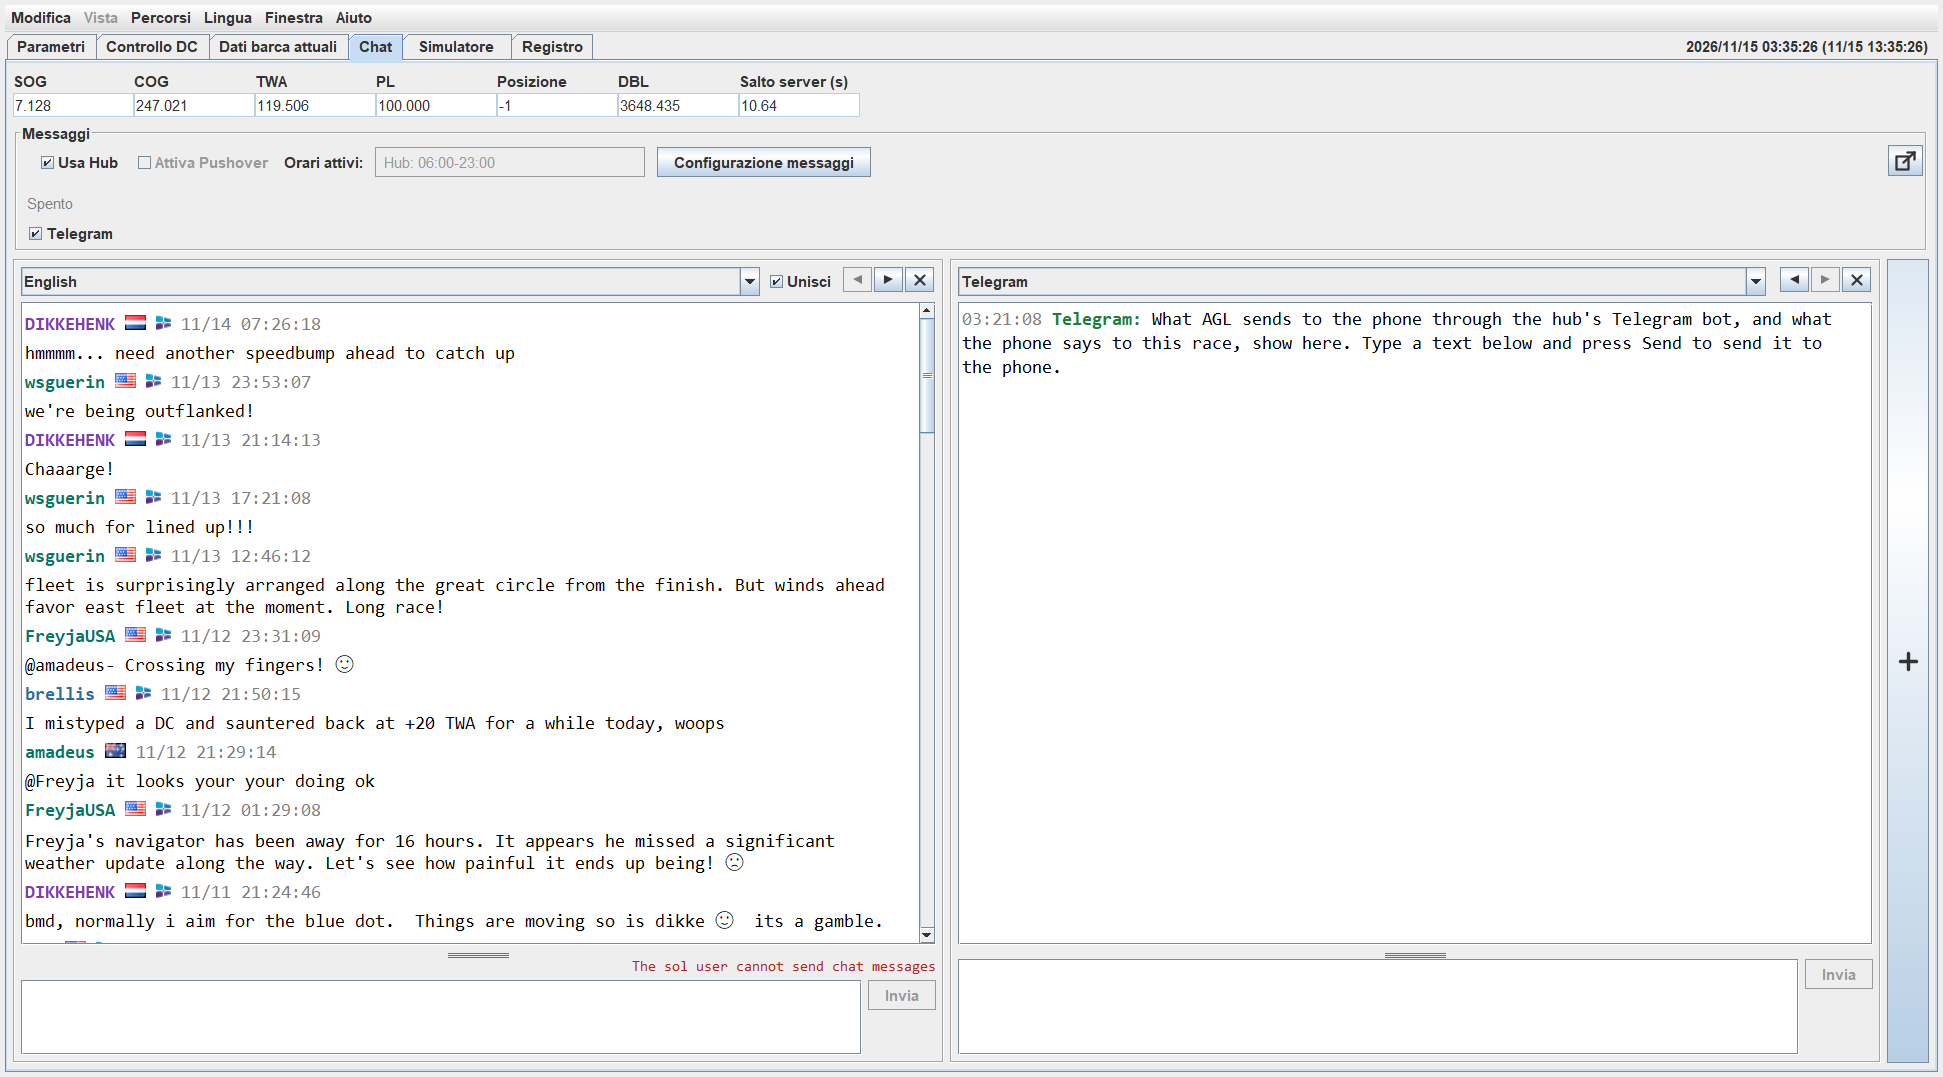 Modifica Vista Percorsi Lingua Finestra Aiuto
Parametri Controllo DC Dati barca attuali Chat Simulatore Registro 2026/11/15 03:35:26 (11/15 13:35:26)
SOG COG TWA PL Posizione DBL Salto server (s)
7.128 247.021 119.506 100.000 -1 3648.435 10.64
Messaggi
Usa Hub Attiva Pushover Orari attivi: Hub: 06:00-23:00 Configurazione messaggi
Spento
Telegram
English Unisci
DIKKEHENK 11/14 07:26:18
hmmmm... need another speedbump ahead to catch up
wsguerin 11/13 23:53:07
we're being outflanked!
DIKKEHENK 11/13 21:14:13
Chaaarge!
wsguerin 11/13 17:21:08
so much for lined up!!!
wsguerin 11/13 12:46:12
fleet is surprisingly arranged along the great circle from the finish. But winds ahead
favor east fleet at the moment. Long race!
FreyjaUSA 11/12 23:31:09
@amadeus- Crossing my fingers! 🙂
brellis 11/12 21:50:15
I mistyped a DC and sauntered back at +20 TWA for a while today, woops
amadeus 11/12 21:29:14
@Freyja it looks your your doing ok
FreyjaUSA 11/12 01:29:08
Freyja's navigator has been away for 16 hours. It appears he missed a significant
weather update along the way. Let's see how painful it ends up being! 🙁
DIKKEHENK 11/11 21:24:46
bmd, normally i aim for the blue dot.  Things are moving so is dikke 🙂  its a gamble.
The sol user cannot send chat messages
Invia
Telegram
03:21:08 Telegram: What AGL sends to the phone through the hub's Telegram bot, and what
the phone says to this race, show here. Type a text below and press Send to send it to
the phone.
Invia